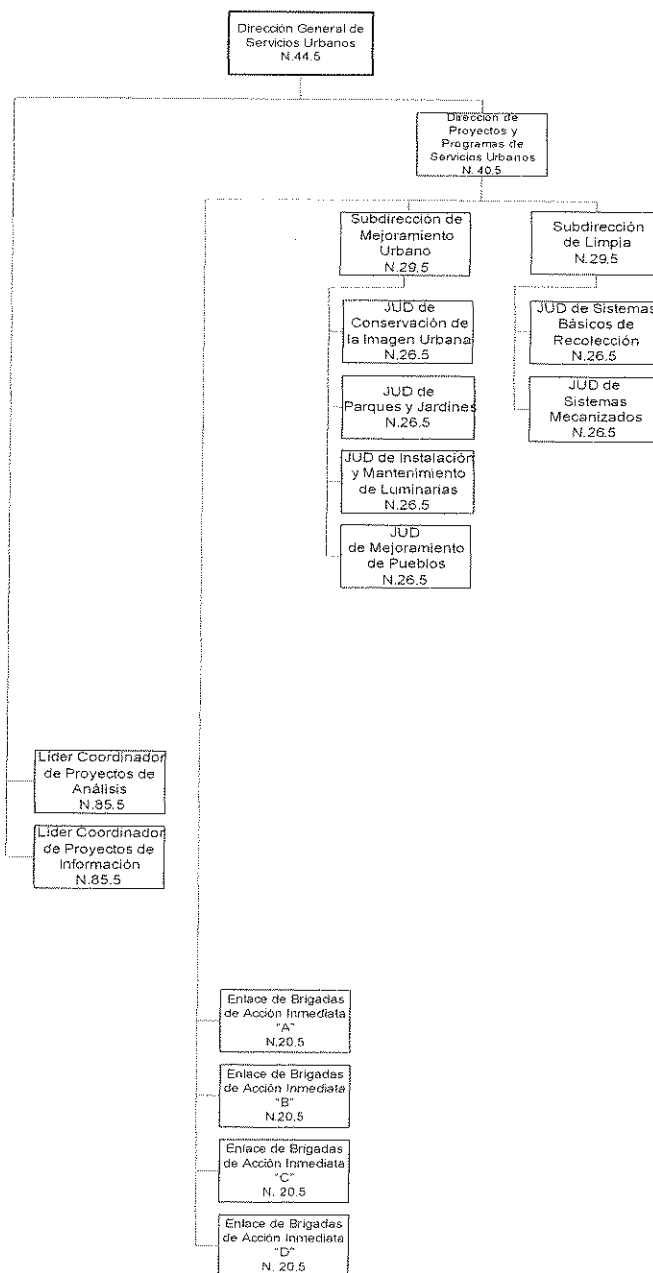 Dirección General de
Servicios Urbanos
N.44.5
Dirección de
Proyectos y
Programas de
Servicios Urbanos
N. 40.5
Subdirección de
Mejoramiento
Urbano
N.29.5
Subdirección
de Limpia
N.29.5
JUD de
Conservación de
la Imagen Urbana
N.26.5
JUD de Sistemas
Básicos de
Recolección
N.26.5
JUD de
Parques y Jardines
N.26.5
JUD de
Sistemas
Mecanizados
N.26.5
JUD de Instalación
y Mantenimiento
de Luminarias
N.26.5
JUD
de Mejoramiento
de Pueblos
N.26.5
Líder Coordinador
de Proyectos de
Análisis
N.85.5
Líder Coordinador
de Proyectos de
Información
N.85.5
Enlace de Brigadas
de Acción Inmediata
"A"
N.20.5
Enlace de Brigadas
de Acción Inmediata
"B"
N.20.5
Enlace de Brigadas
de Acción Inmediata
"C"
N. 20.5
Enlace de Brigadas
de Acción Inmediata
"D"
N. 20.5